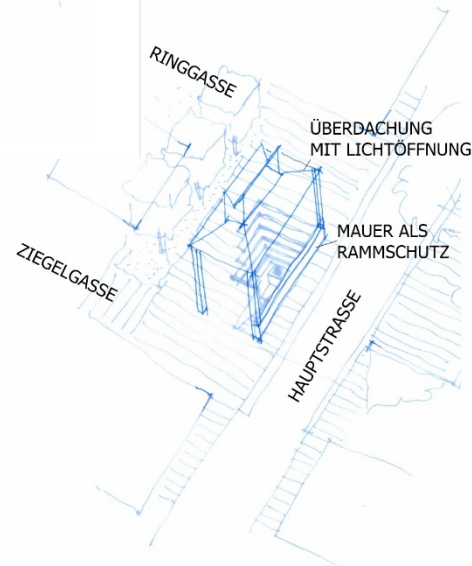 RINGGASSE
ÜBERDACHUNG
MIT LICHTÖFFNUNG
MAUER ALS
RAMMSCHUTZ
ZIEGELGASSE
HAUPTSTRASSE